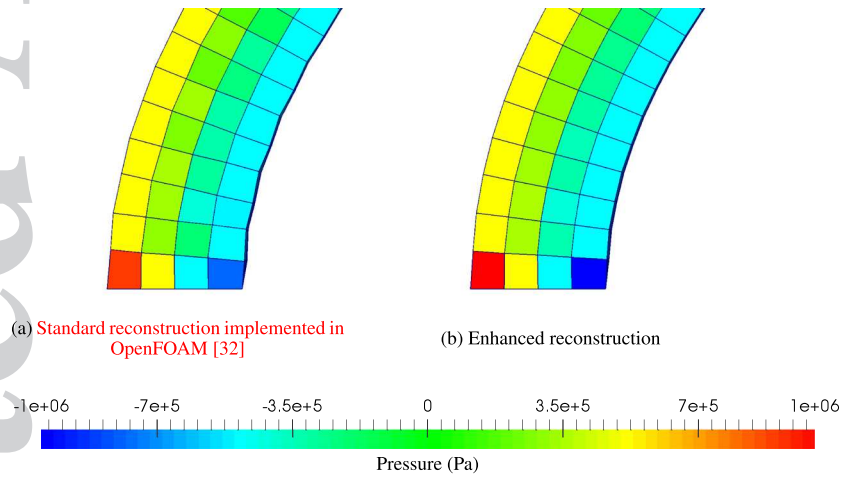 (a) Standard reconstruction implemented in
OpenFOAM [32]
(b) Enhanced reconstruction
-1e+06 -7e+5 -3.5e+5 0 3.5e+5 7e+5 1e+06
Pressure (Pa)